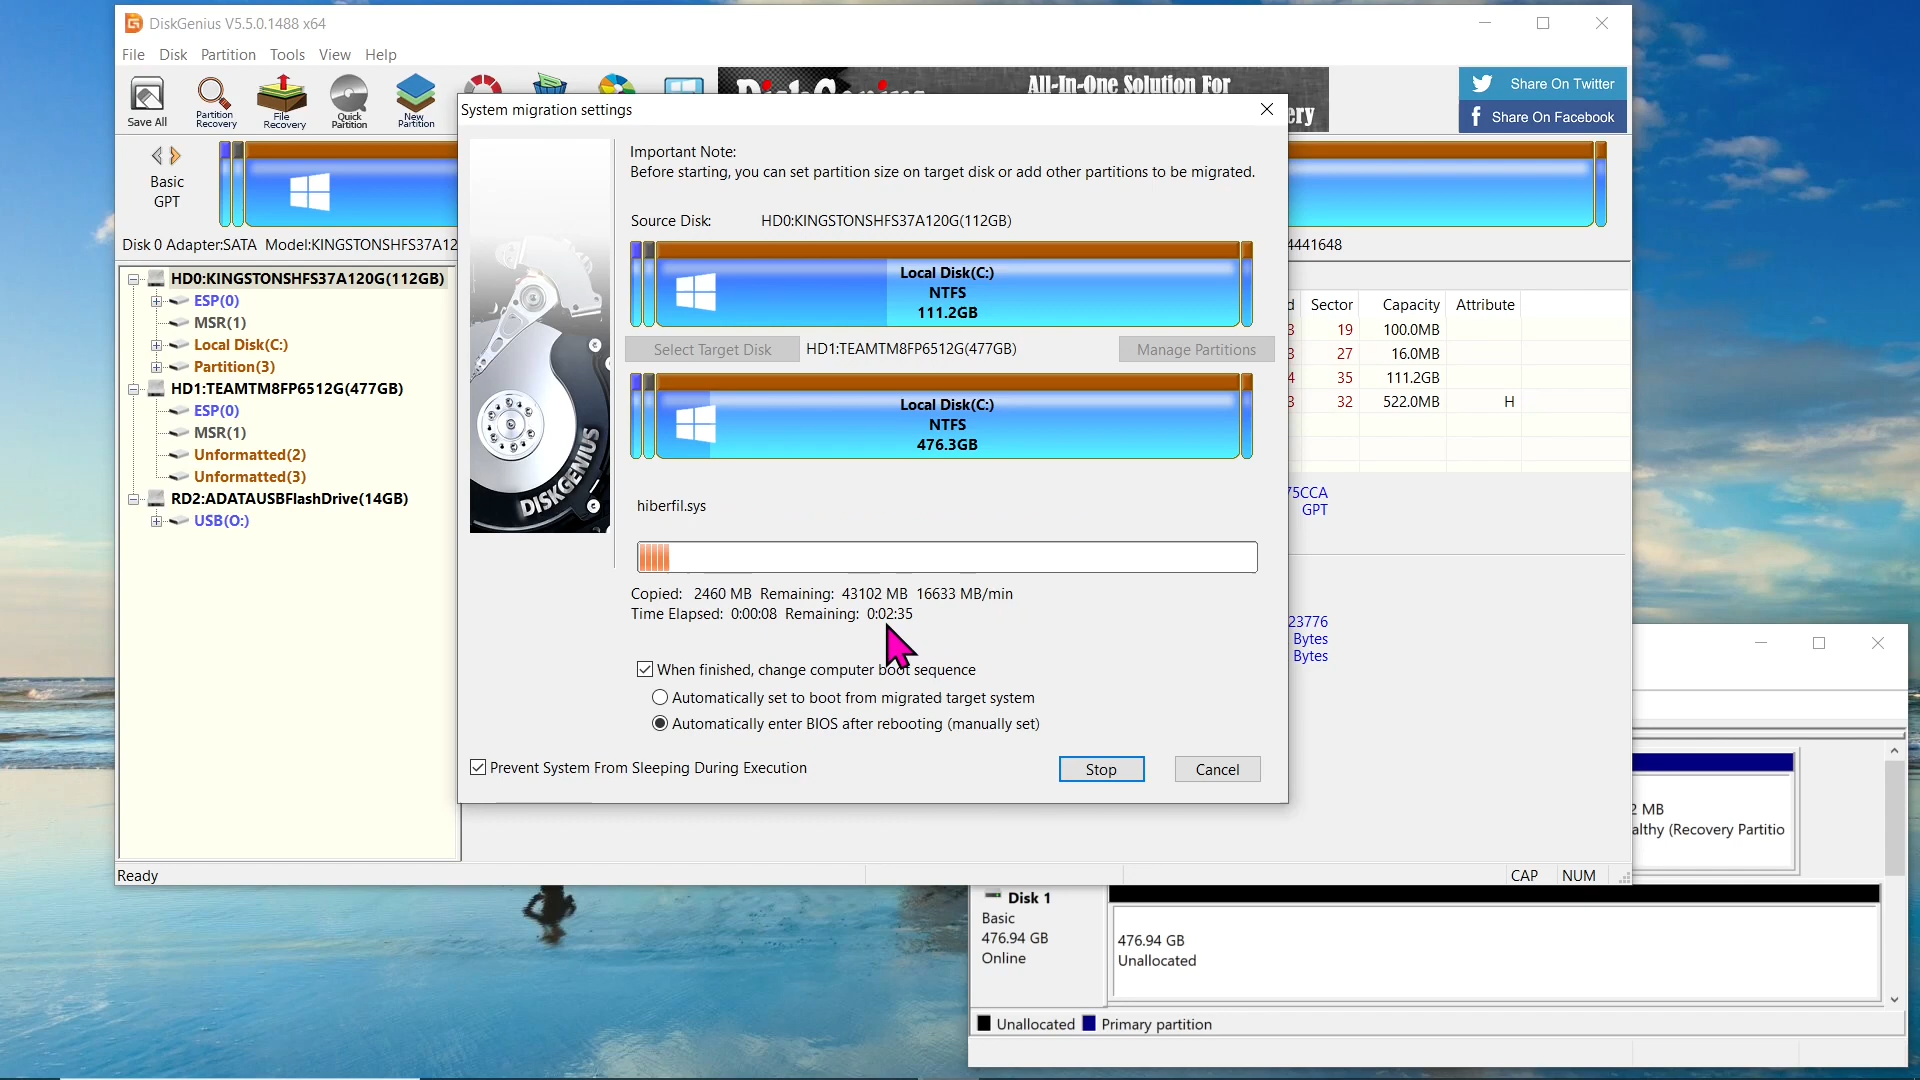 DiskGenius V5.5.0.1488 x64
File Disk Partition Tools View Help
Save All
Partition Recovery
File Recovery
Quick Partition
New Partition
All-In-One Solution For
Share On Twitter
Share On Facebook
Basic
GPT
Disk 0 Adapter:SATA Model:KINGSTONSHFS37A12
4441648
HD0:KINGSTONSHFS37A120G(112GB)
ESP(0)
MSR(1)
Local Disk(C:)
Partition(3)
HD1:TEAMTM8FP6512G(477GB)
ESP(0)
MSR(1)
Unformatted(2)
Unformatted(3)
RD2:ADATAUSBFlashDrive(14GB)
USB(O:)
System migration settings
Important Note:
Before starting, you can set partition size on target disk or add other partitions to be migrated.
Source Disk: HD0:KINGSTONSHFS37A120G(112GB)
Local Disk(C:)
NTFS
111.2GB
Select Target Disk HD1:TEAMTM8FP6512G(477GB) Manage Partitions
Local Disk(C:)
NTFS
476.3GB
DISKGENIUS
hiberfil.sys
Copied: 2460 MB Remaining: 43102 MB 16633 MB/min
Time Elapsed: 0:00:08 Remaining: 0:02:35
When finished, change computer boot sequence
Automatically set to boot from migrated target system
Automatically enter BIOS after rebooting (manually set)
Prevent System From Sleeping During Execution
Stop Cancel
Sector Capacity Attribute
19 100.0MB
27 16.0MB
35 111.2GB
32 522.0MB H
75CCA
GPT
23776
Bytes
Bytes
Ready
CAP NUM
2 MB
althy (Recovery Partitio
Disk 1
Basic
476.94 GB
Online
476.94 GB
Unallocated
Unallocated Primary partition